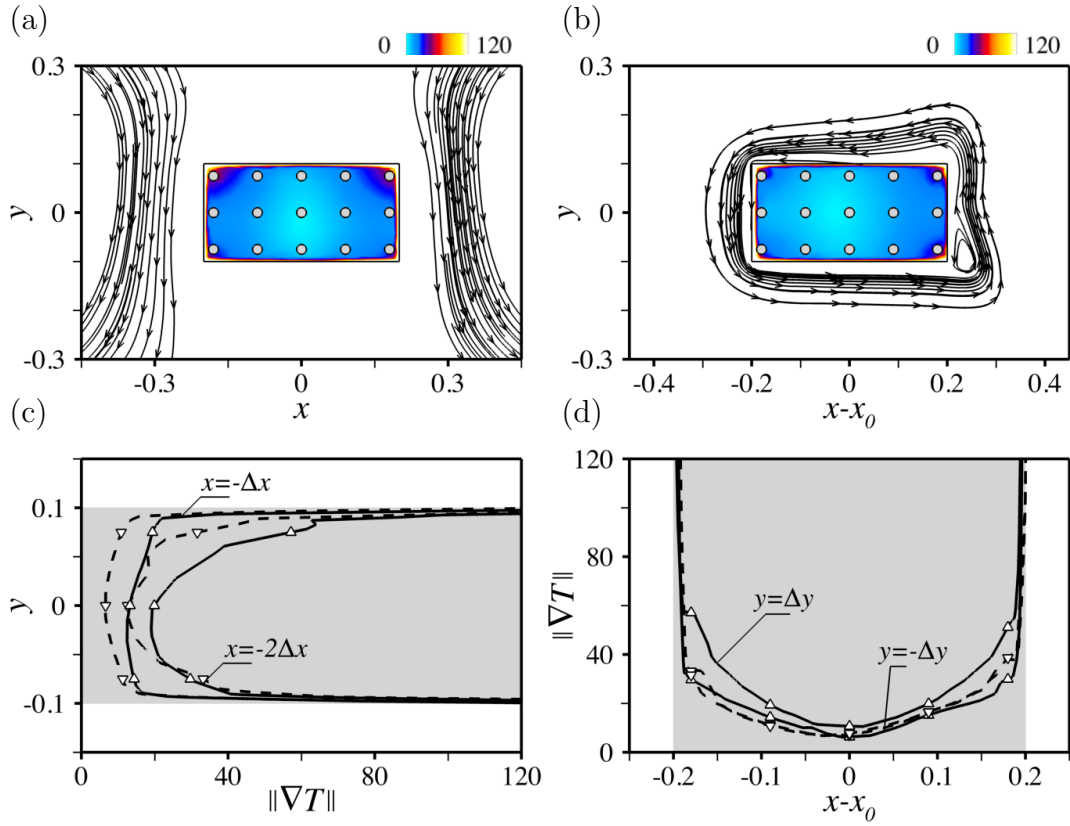 (a)
0 120
0.3
0
-0.3
y
-0.3 0 0.3
x
(b)
0 120
0.3
0
-0.3
y
-0.4 -0.2 0 0.2 0.4
x-x0
(c)
0.1
0
-0.1
y
x=-Δx
x=-2Δx
0 40 80 120
||∇T||
(d)
120
80
40
0
||∇T||
y=Δy
y=-Δy
-0.2 -0.1 0 0.1 0.2
x-x0